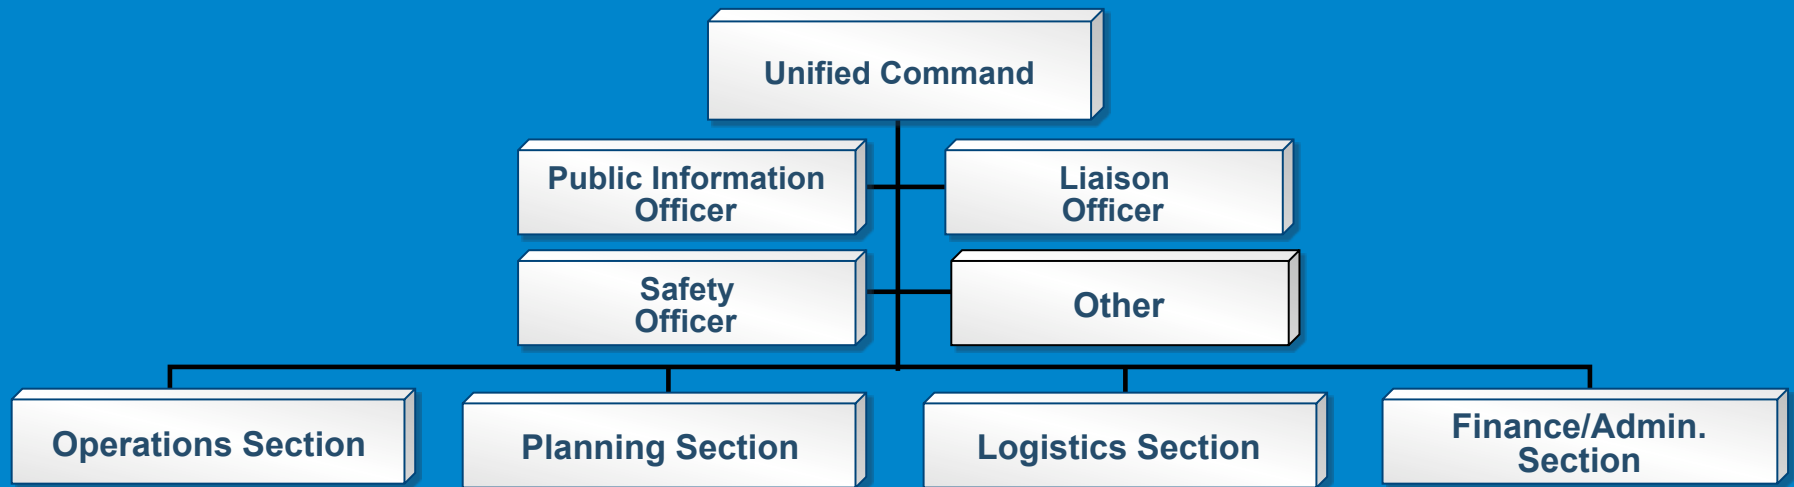 Unified Command
Public Information
Officer
Liaison
Officer
Safety
Officer
Other
Operations Section
Planning Section
Logistics Section
Finance/Admin.
Section